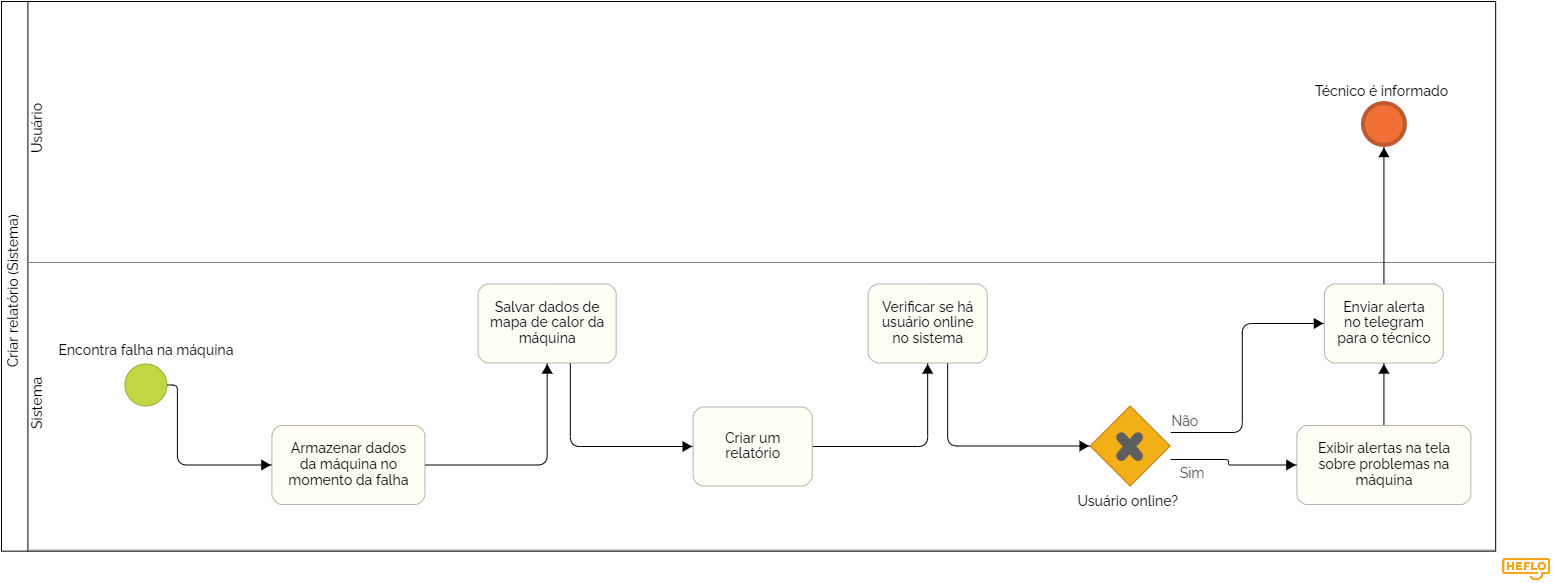 Criar relatório (Sistema)
Usuário
Técnico é informado
Sistema
Encontra falha na máquina
Armazenar dados
da máquina no
momento da falha
Salvar dados de
mapa de calor da
máquina
Criar um
relatório
Verificar se há
usuário online
no sistema
Usuário online?
Não
Sim
Enviar alerta
no telegram
para o técnico
Exibir alertas na tela
sobre problemas na
máquina
HEFLO